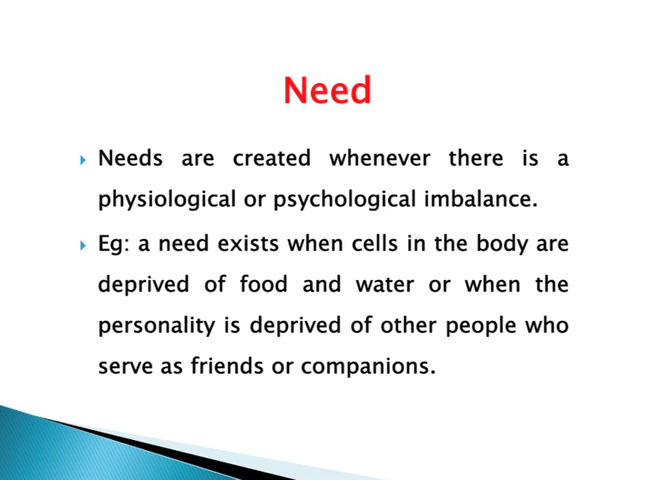 Need
Needs are created whenever there is a
physiological or psychological imbalance.
Eg: a need exists when cells in the body are
deprived of food and water or when the
personality is deprived of other people who
serve as friends or companions.